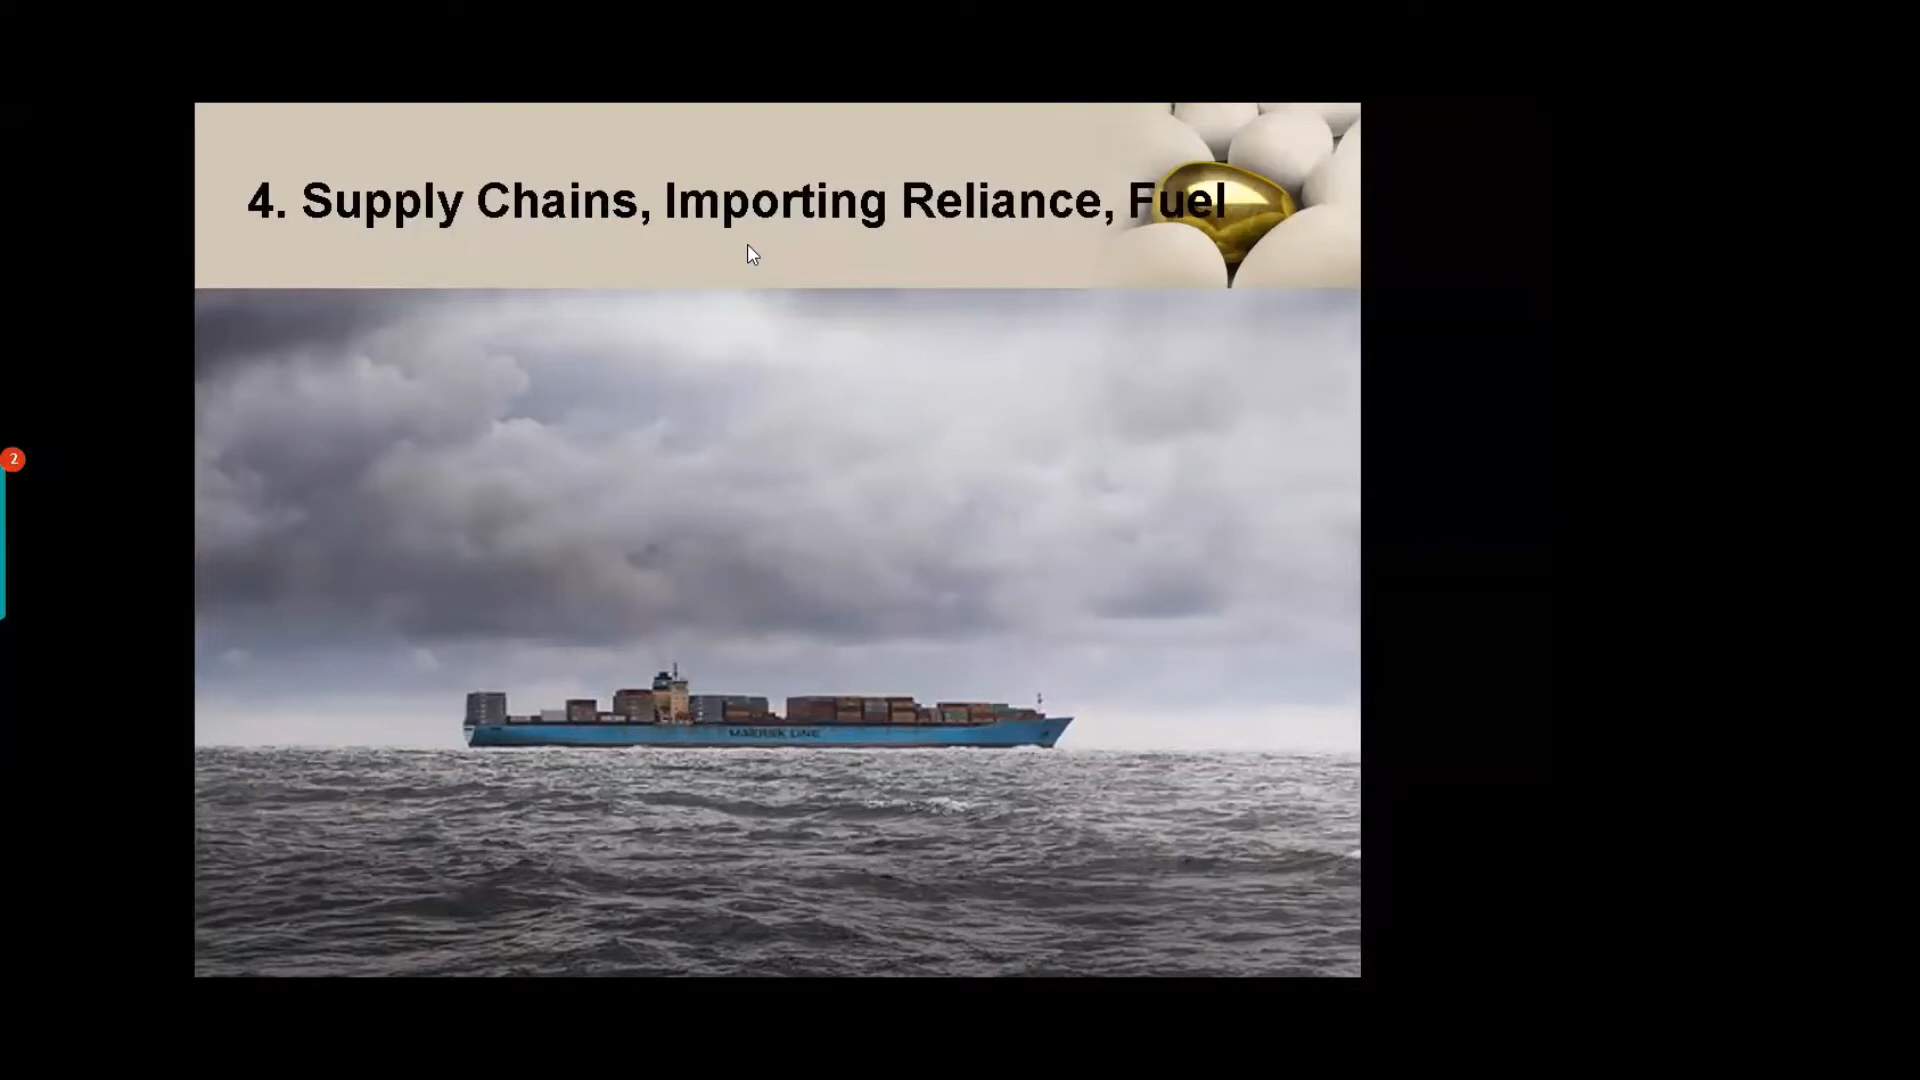 4. Supply Chains, Importing Reliance, Fuel
2
MAERSK LINE